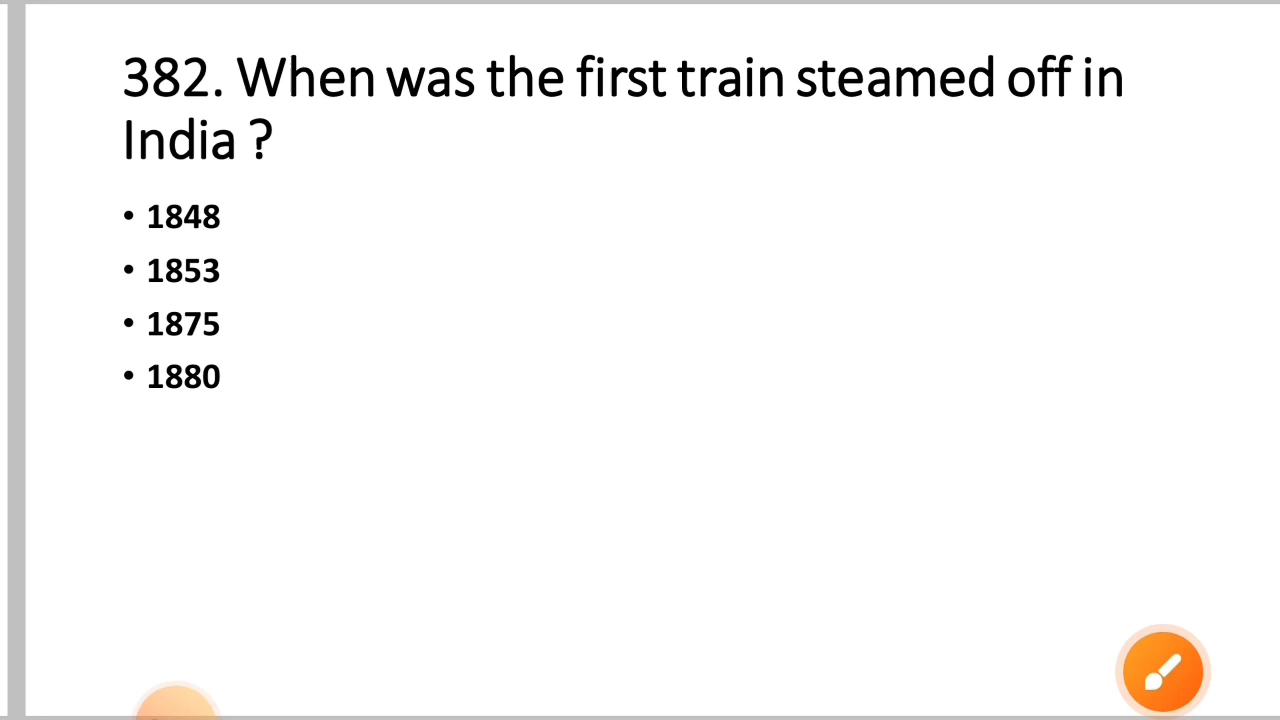 382. When was the first train steamed off in
India ?
• 1848
• 1853
• 1875
• 1880